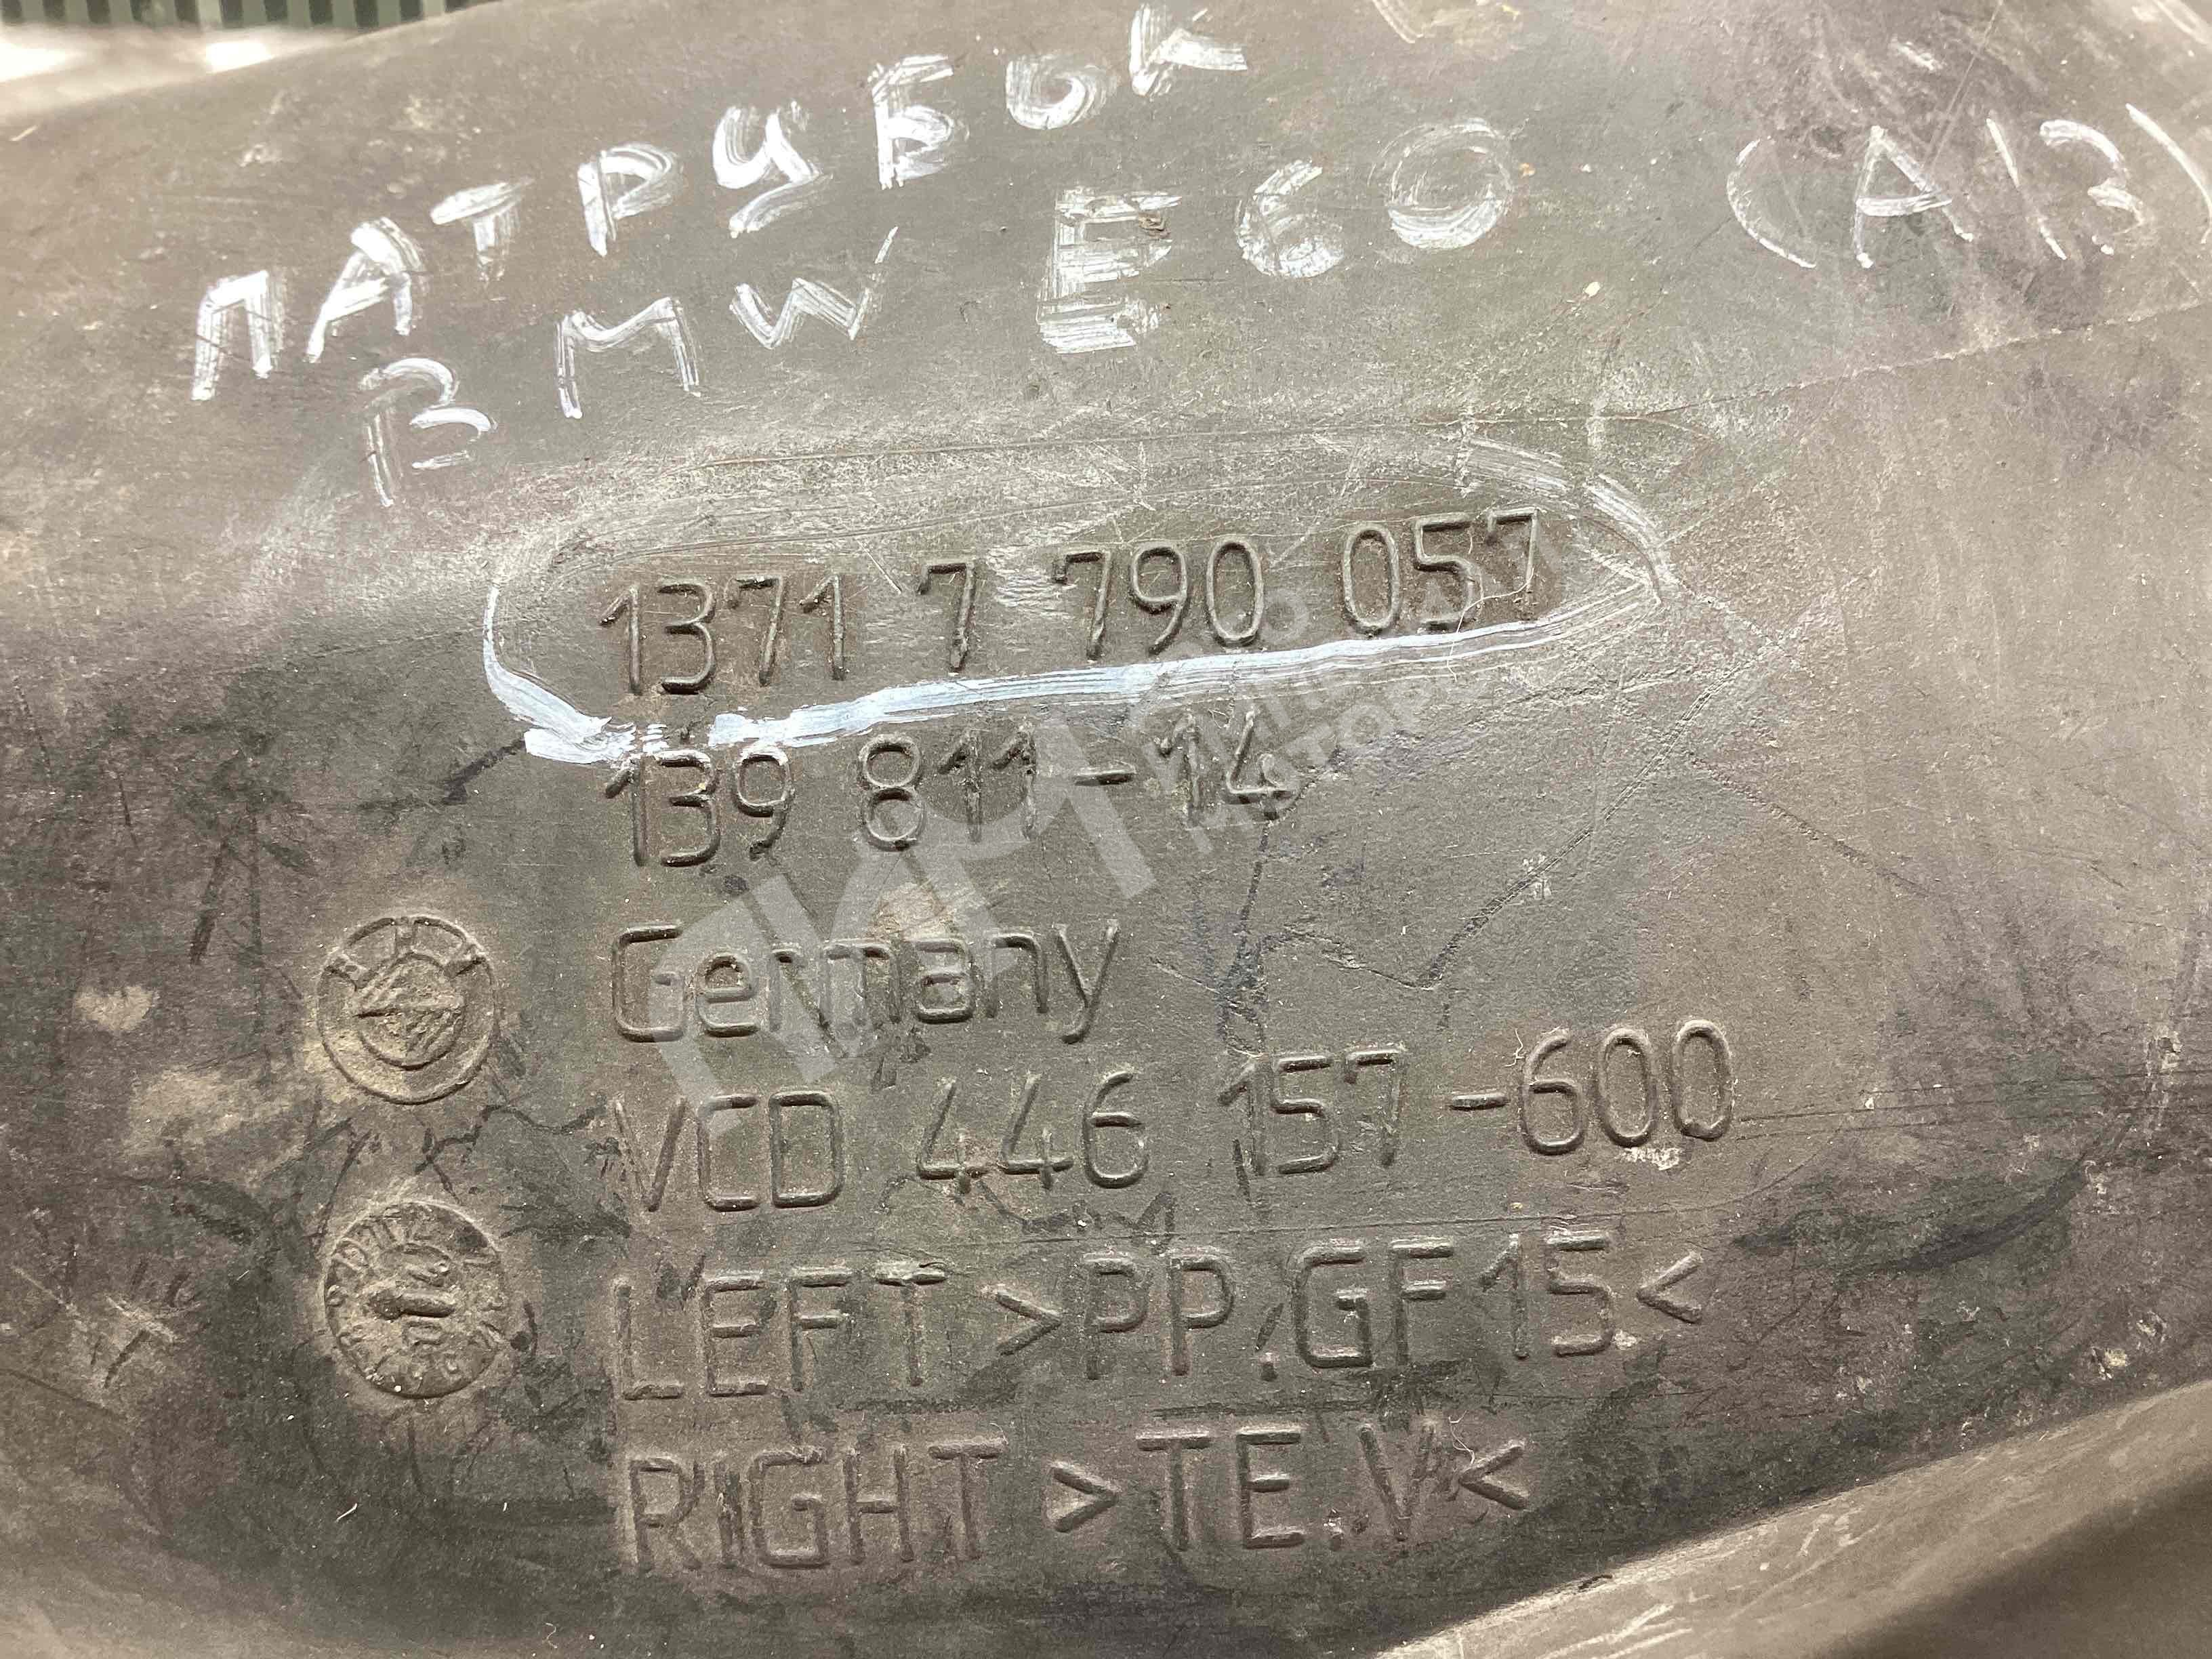 ПАТРУБОК
BMW E60 (A13)
1371 7 790 057
139 811-14
Germany
VCD 446 157-600
LEFT >PP.GF15<
RIGHT >TE.V<